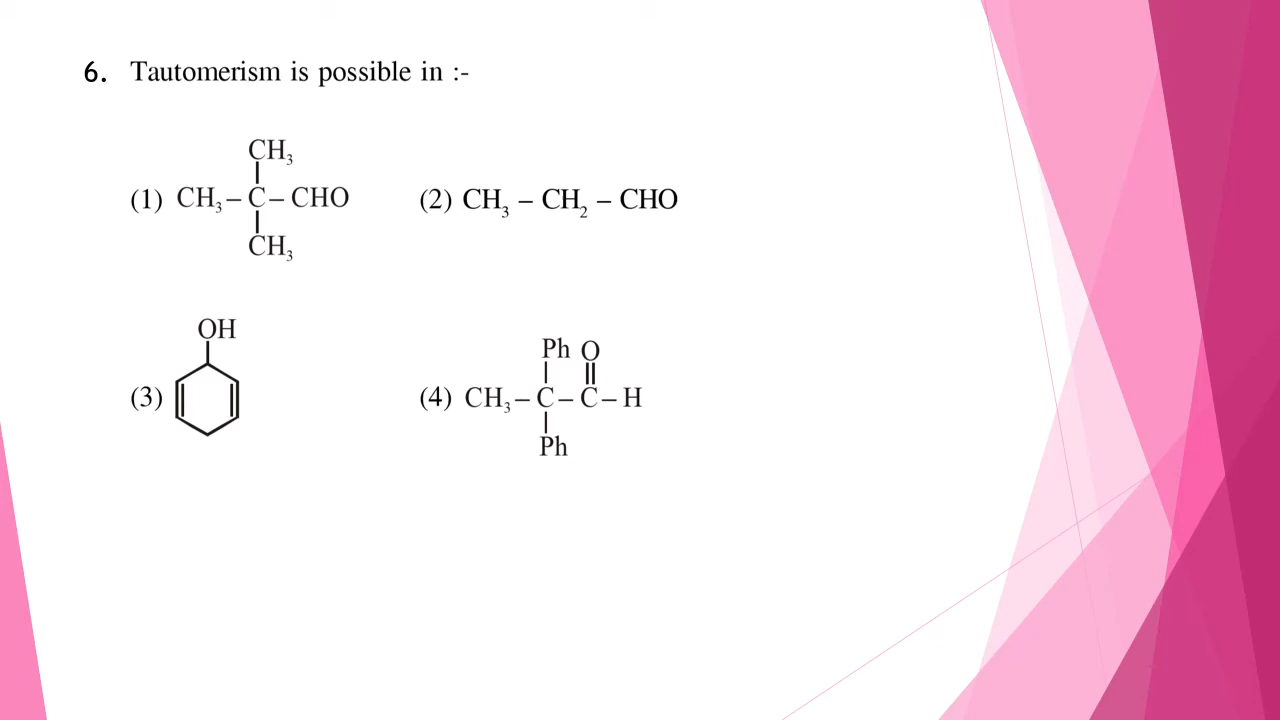 6. Tautomerism is possible in :-
CH₃
(1) CH₃ – C – CHO
CH₃
(2) CH₃ – CH₂ – CHO
OH
(3)
Ph O
(4) CH₃ – C – C – H
Ph